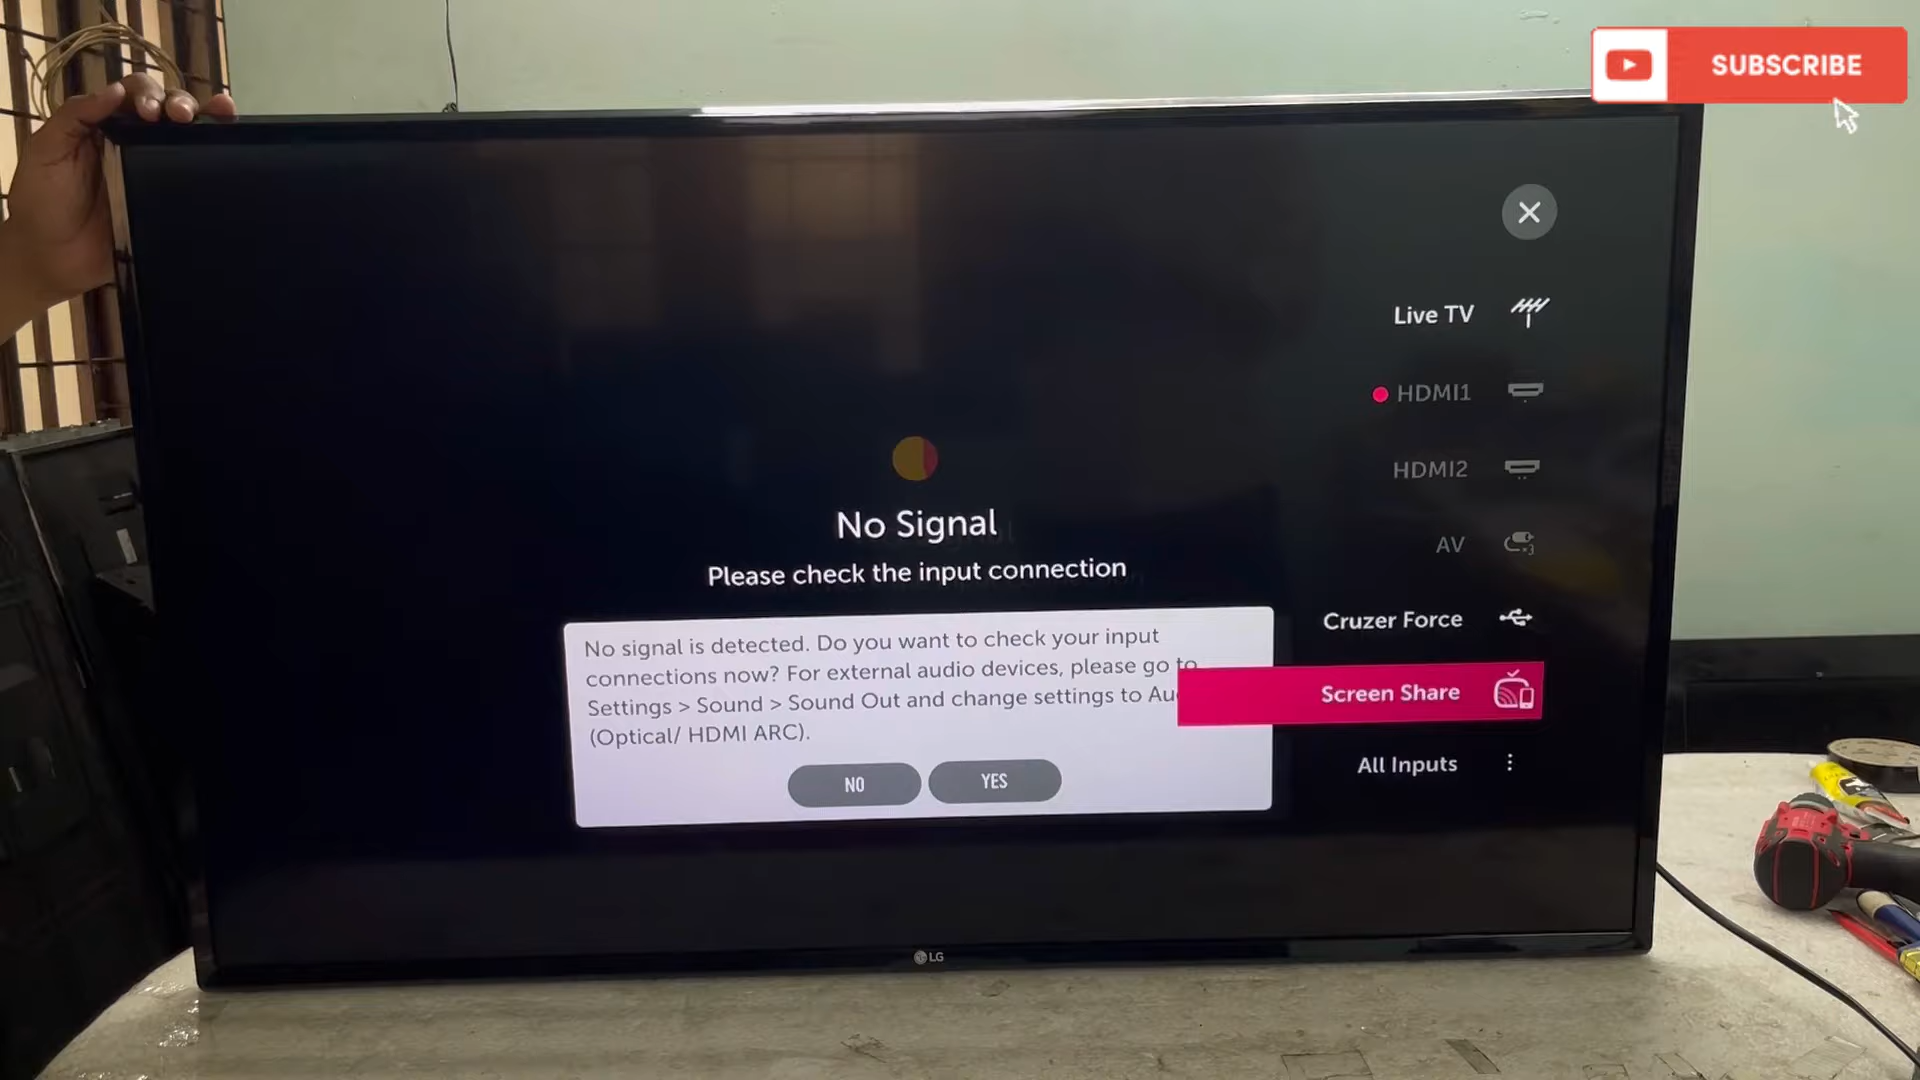 SUBSCRIBE
Live TV
HDMI1
HDMI2
AV
Cruzer Force
Screen Share
All Inputs
No Signal
Please check the input connection
No signal is detected. Do you want to check your input
connections now? For external audio devices, please go to
Settings > Sound > Sound Out and change settings to Au
(Optical/ HDMI ARC).
NO
YES
LG